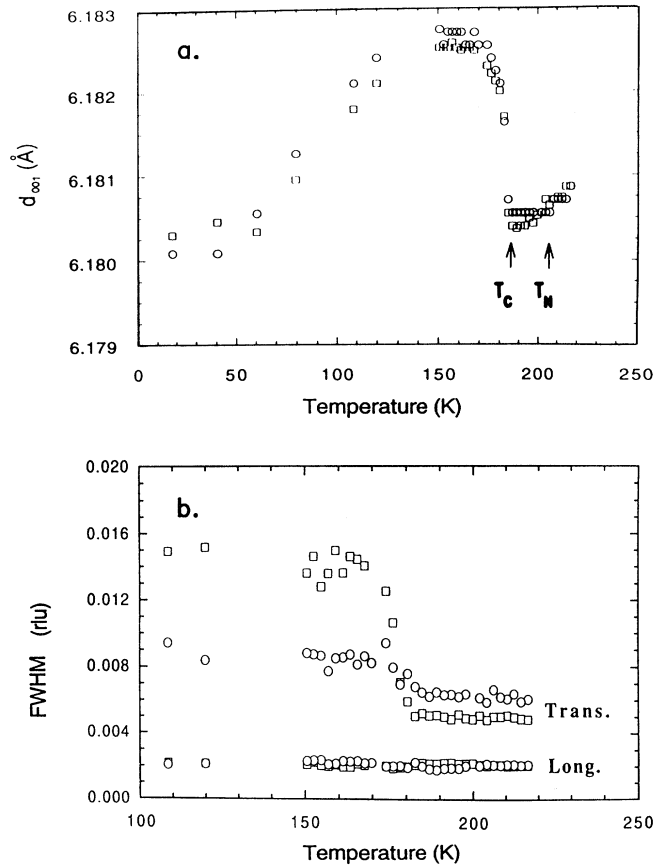 a.
6.183
6.182
6.181
6.180
6.179
d₀₀₁ (Å)
T_C T_N
0 50 100 150 200 250
Temperature (K)
b.
0.020
0.016
0.012
0.008
0.004
0.000
FWHM (rlu)
Trans.
Long.
100 150 200 250
Temperature (K)